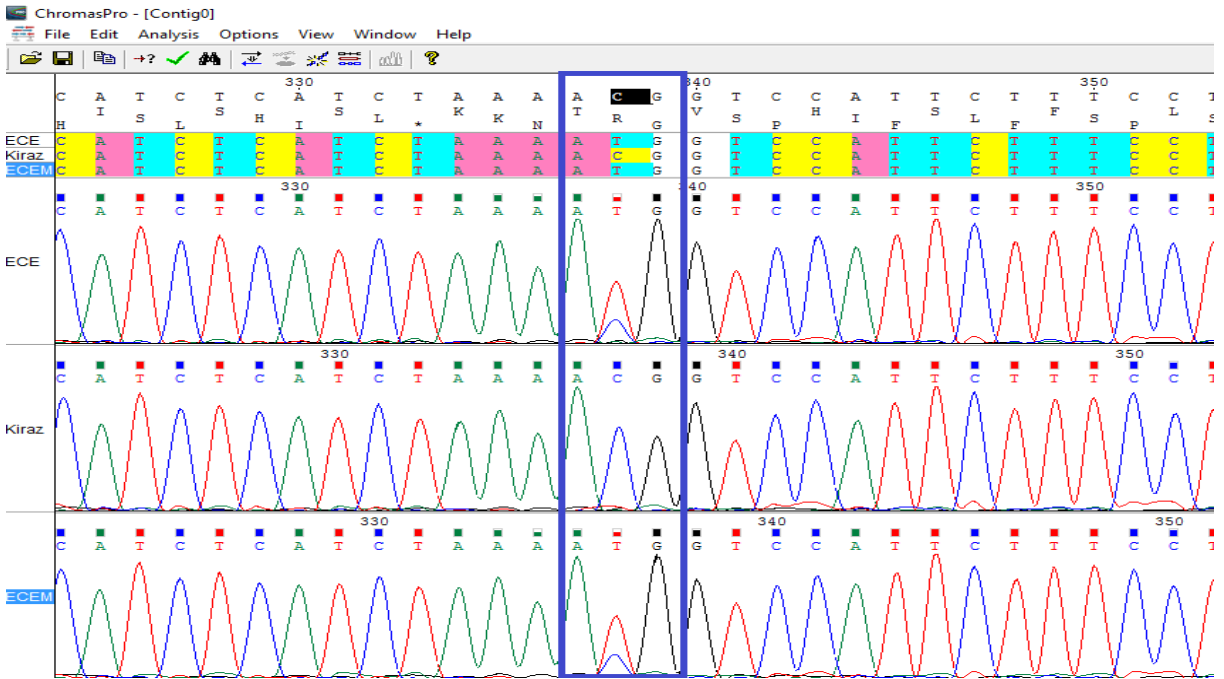 ChromasPro - [Contig0]
File Edit Analysis Options View Window Help
330 340 350
C A T C T C A T C T A A A A C G G T C C A T T C T T T C C T
I S S K T V H S F L
S H L K R S I L S
H L I * N G P F F P S
ECE C A T C T C A T C T A A A A T G G T C C A T T C T T T C C T
Kiraz C A T C T C A T C T A A A A C G G T C C A T T C T T T C C T
ECEM C A T C T C A T C T A A A A T G G T C C A T T C T T T C C T
330 340 350
C A T C T C A T C T A A A A T G G T C C A T T C T T T C C T
ECE
330 340 350
C A T C T C A T C T A A A A C G G T C C A T T C T T T C C T
Kiraz
330 340 350
C A T C T C A T C T A A A A T G G T C C A T T C T T T C C T
ECEM